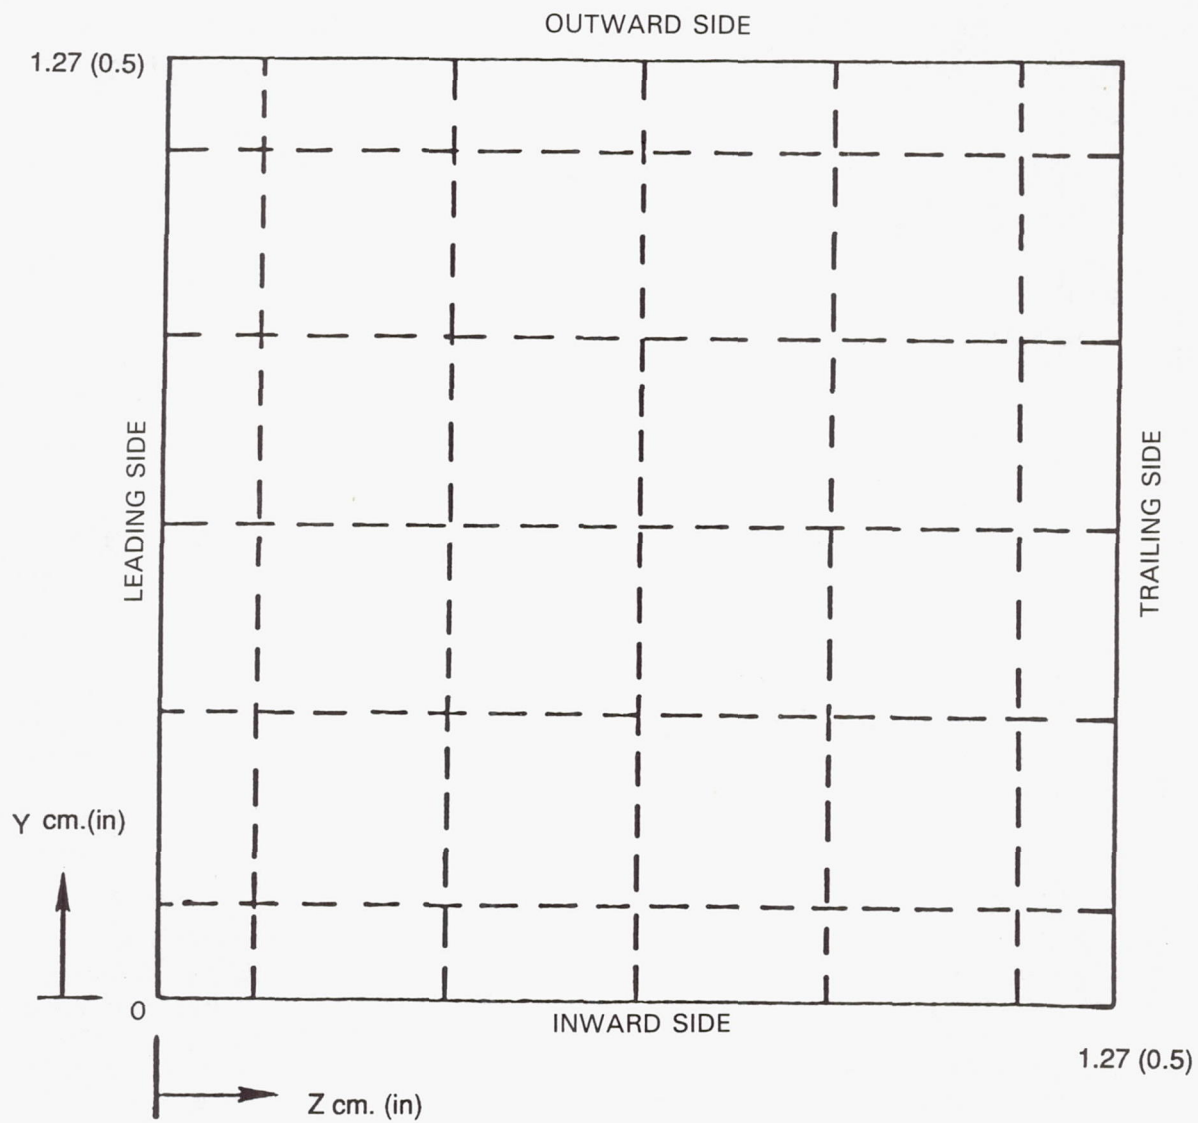 OUTWARD SIDE
1.27 (0.5)
LEADING SIDE
TRAILING SIDE
Y cm.(in)
0
INWARD SIDE
1.27 (0.5)
Z cm. (in)